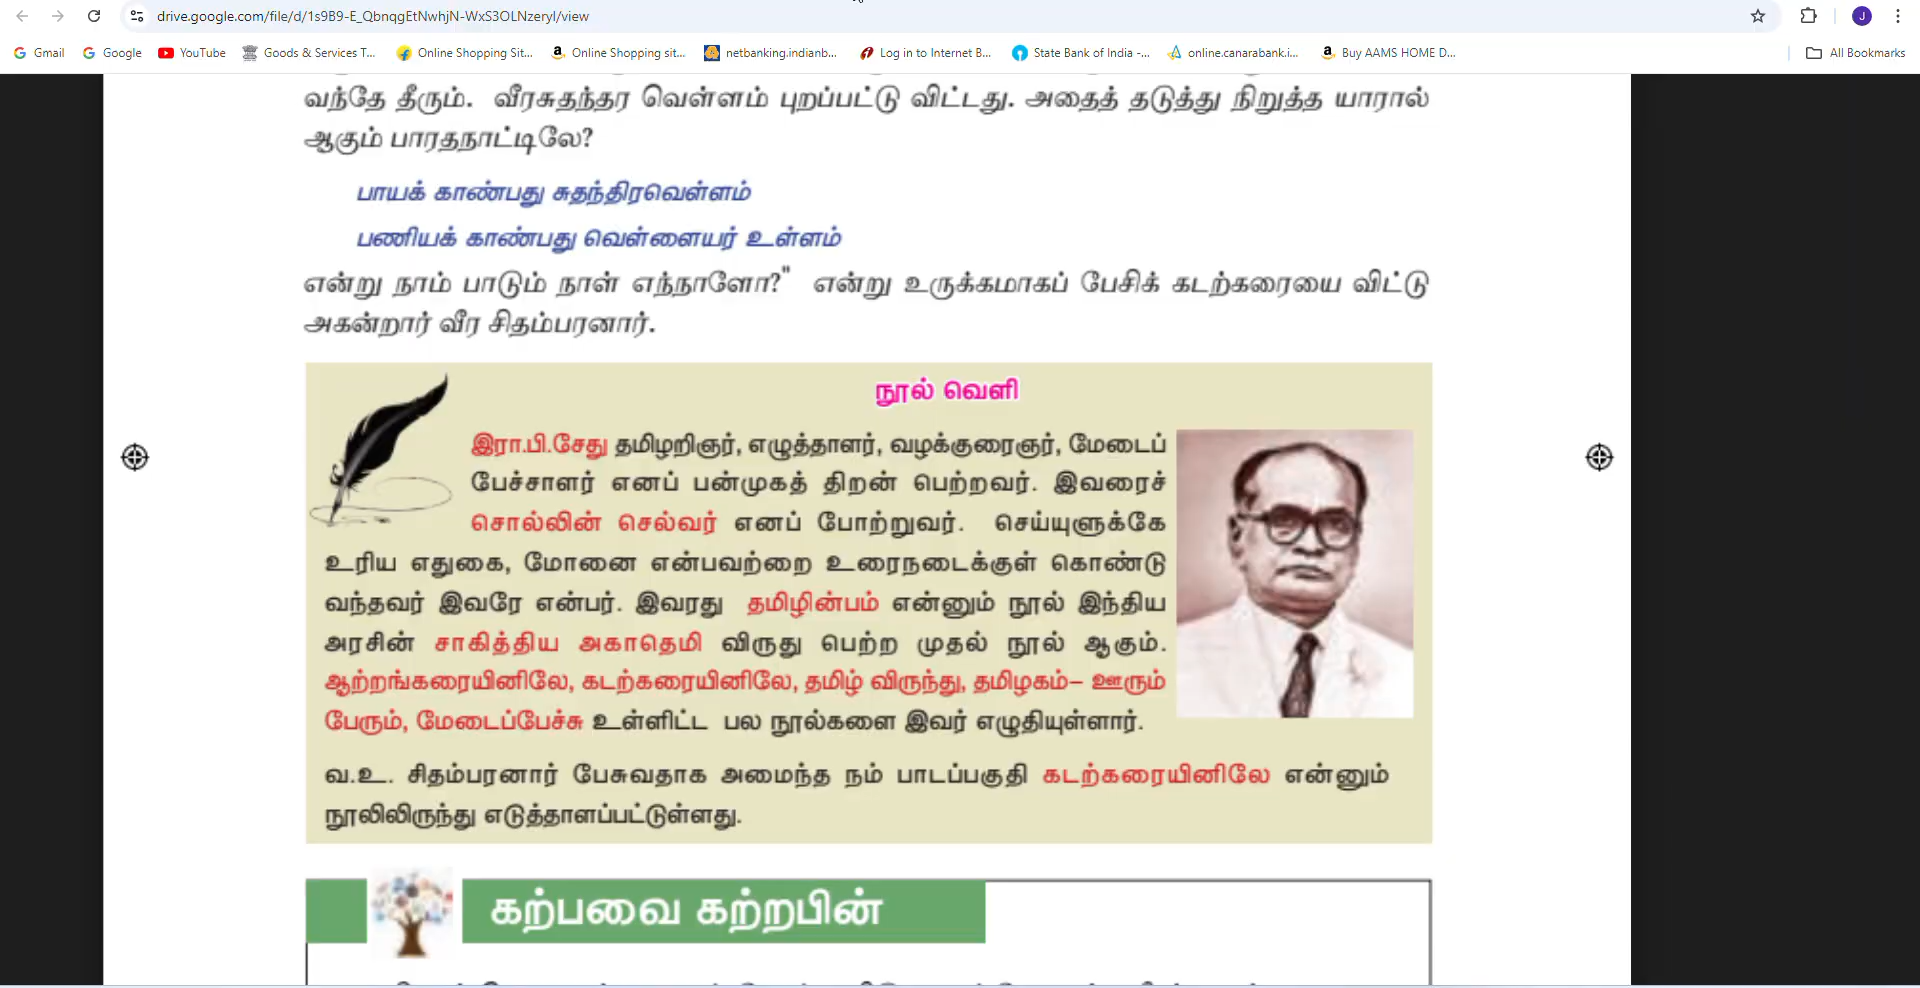 drive.google.com/file/d/1s9B9-E_QbnqgEtNwhjN-WxS3OLNzeryI/view
J
Gmail Google YouTube Goods & Services T... Online Shopping Sit... Online Shopping sit... netbanking.indianb... Log in to Internet B... State Bank of India -... online.canarabank.i... Buy AAMS HOME D... All Bookmarks
வந்தே தீரும். வீரசுதந்தர வெள்ளம் புறப்பட்டு விட்டது. அதைத் தடுத்து நிறுத்த யாரால்
ஆகும் பாரதநாட்டிலே?
பாயக் காண்பது சுதந்திரவெள்ளம்
பணியக் காண்பது வெள்ளையர் உள்ளம்
என்று நாம் பாடும் நாள் எந்நாளோ?" என்று உருக்கமாகப் பேசிக் கடற்கரையை விட்டு
அகன்றார் வீர சிதம்பரனார்.
நூல் வெளி
இரா.பி.சேது தமிழறிஞர், எழுத்தாளர், வழக்குரைஞர், மேடைப்
பேச்சாளர் எனப் பன்முகத் திறன் பெற்றவர். இவரைச்
சொல்லின் செல்வர் எனப் போற்றுவர். செய்யுளுக்கே
உரிய எதுகை, மோனை என்பவற்றை உரைநடைக்குள் கொண்டு
வந்தவர் இவரே என்பர். இவரது தமிழின்பம் என்னும் நூல் இந்திய
அரசின் சாகித்திய அகாதெமி விருது பெற்ற முதல் நூல் ஆகும்.
ஆற்றங்கரையினிலே, கடற்கரையினிலே, தமிழ் விருந்து, தமிழகம்– ஊரும்
பேரும், மேடைப்பேச்சு உள்ளிட்ட பல நூல்களை இவர் எழுதியுள்ளார்.
வ.உ. சிதம்பரனார் பேசுவதாக அமைந்த நம் பாடப்பகுதி கடற்கரையினிலே என்னும்
நூலிலிருந்து எடுத்தாளப்பட்டுள்ளது.
கற்பவை கற்றபின்